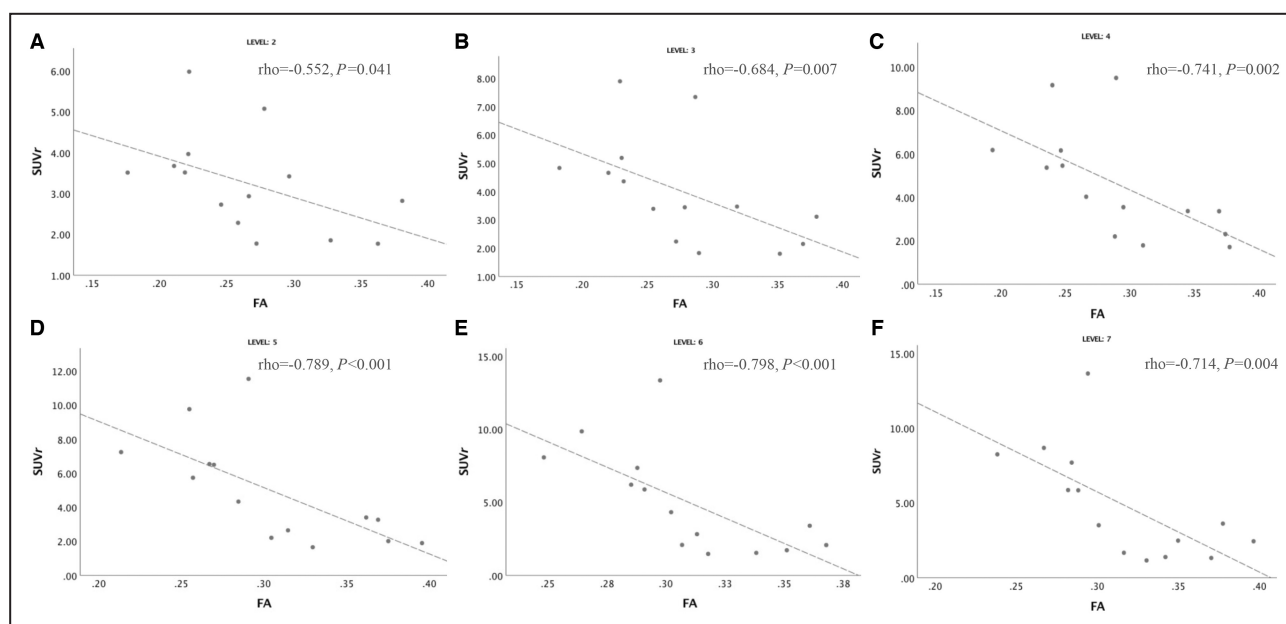 A
LEVEL: 2
rho=-0.552, P=0.041
6.00
5.00
4.00
3.00
2.00
1.00
SUVr
.15 .20 .25 .30 .35 .40
FA
B
LEVEL: 3
rho=-0.684, P=0.007
8.00
7.00
6.00
5.00
4.00
3.00
2.00
1.00
SUVr
.15 .20 .25 .30 .35 .40
FA
C
LEVEL: 4
rho=-0.741, P=0.002
10.00
8.00
6.00
4.00
2.00
.00
SUVr
.15 .20 .25 .30 .35 .40
FA
D
LEVEL: 5
rho=-0.789, P<0.001
12.00
10.00
8.00
6.00
4.00
2.00
.00
SUVr
.20 .25 .30 .35 .40
FA
E
LEVEL: 6
rho=-0.798, P<0.001
15.00
10.00
5.00
.00
SUVr
.25 .28 .30 .33 .35 .38
FA
F
LEVEL: 7
rho=-0.714, P=0.004
15.00
10.00
5.00
.00
SUVr
.20 .25 .30 .35 .40
FA